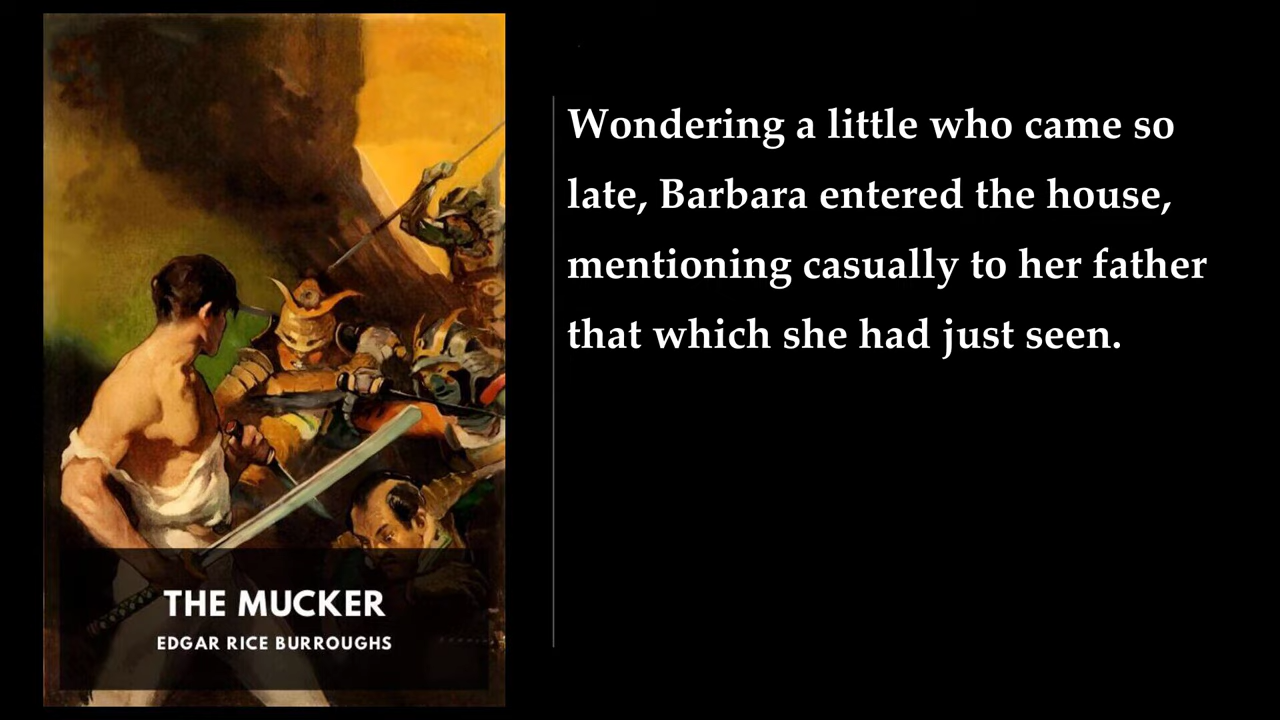 THE MUCKER
EDGAR RICE BURROUGHS
Wondering a little who came so
late, Barbara entered the house,
mentioning casually to her father
that which she had just seen.